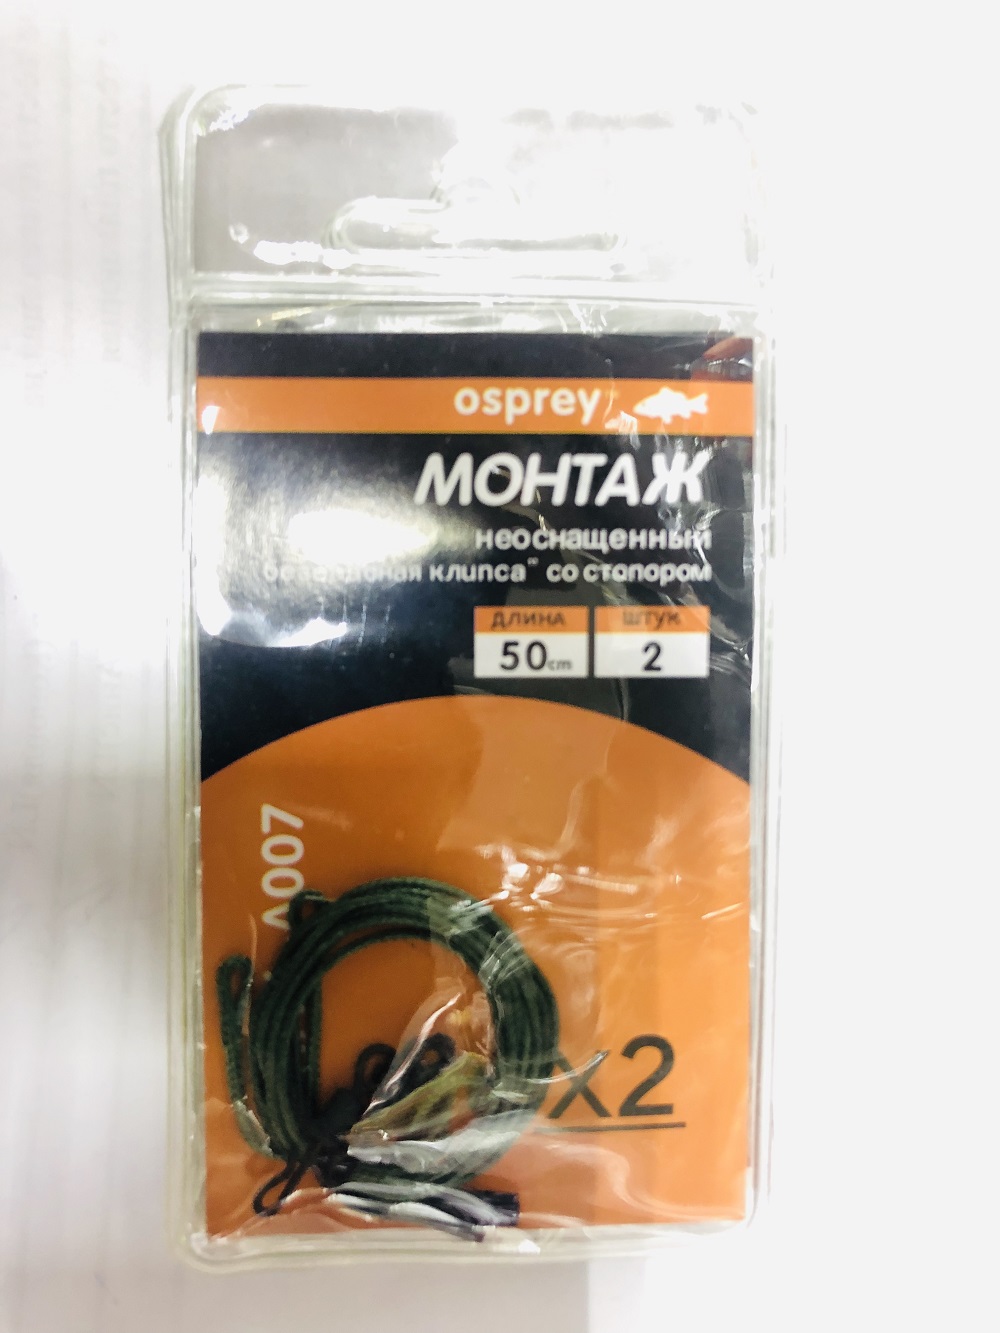 osprey
МОНТАЖ
неоснащенный
клипса" со стопором
ДЛИНА ШТУК
50cm 2
A007
x2